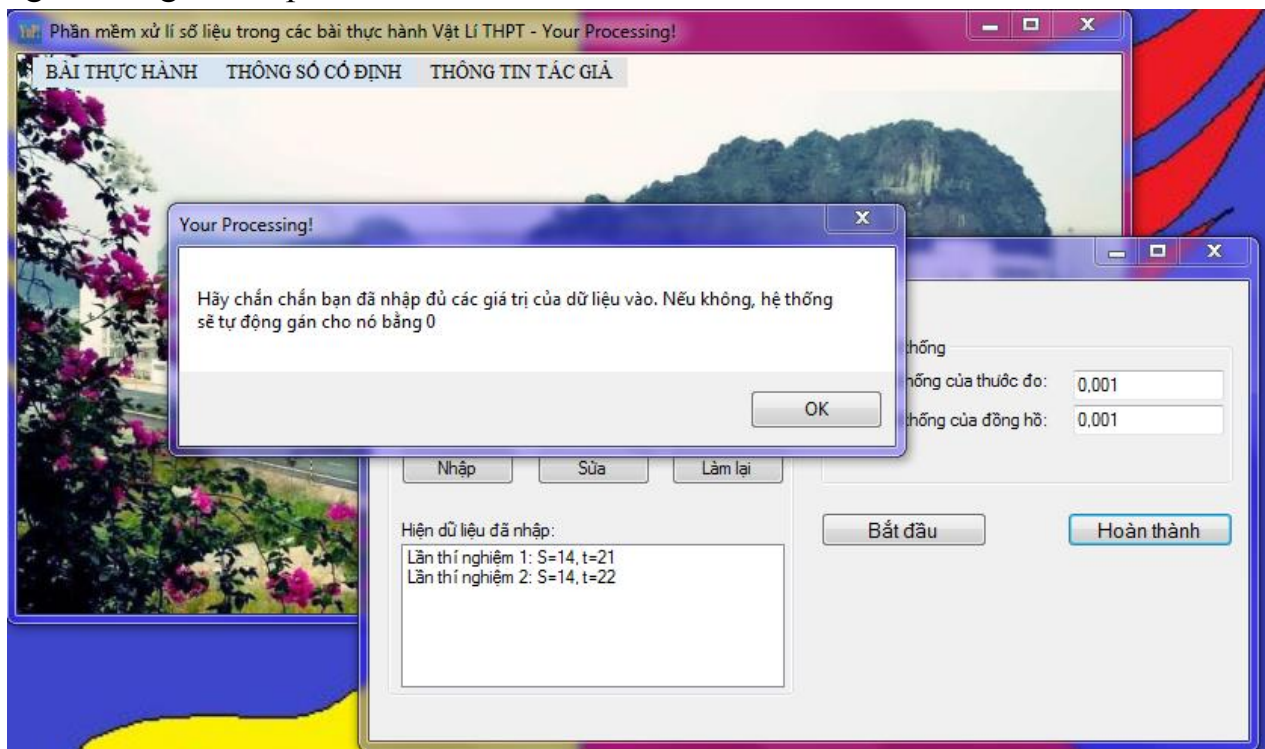 Phần mềm xử lí số liệu trong các bài thực hành Vật Lí THPT - Your Processing!
BÀI THỰC HÀNH THÔNG SỐ CỐ ĐỊNH THÔNG TIN TÁC GIẢ
Your Processing!
Hãy chắn chắn bạn đã nhập đủ các giá trị của dữ liệu vào. Nếu không, hệ thống
sẽ tự động gán cho nó bằng 0
OK
thống
thống của thước đo: 0,001
thống của đồng hồ: 0,001
Nhập Sửa Làm lại
Hiện dữ liệu đã nhập:
Lần thí nghiệm 1: S=14, t=21
Lần thí nghiệm 2: S=14, t=22
Bắt đầu Hoàn thành